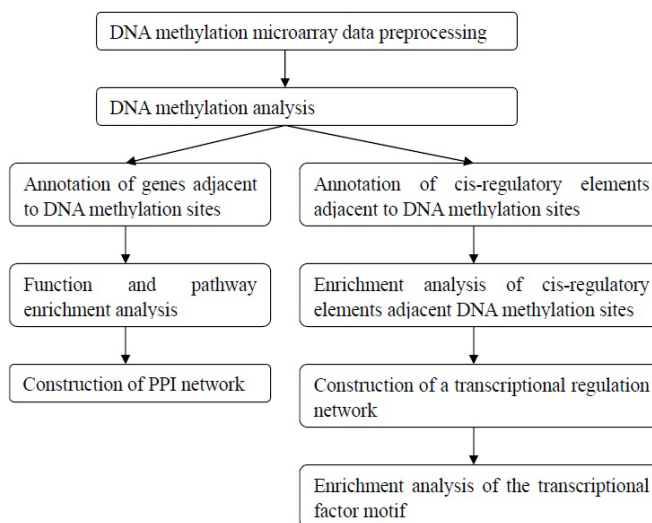 DNA methylation microarray data preprocessing
DNA methylation analysis
Annotation of genes adjacent
to DNA methylation sites
Function and pathway
enrichment analysis
Construction of PPI network
Annotation of cis-regulatory elements
adjacent to DNA methylation sites
Enrichment analysis of cis-regulatory
elements adjacent DNA methylation sites
Construction of a transcriptional regulation
network
Enrichment analysis of the transcriptional
factor motif